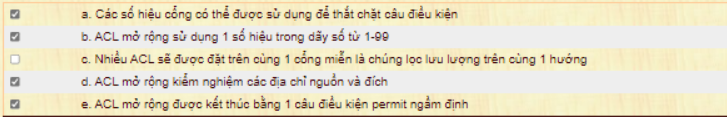 a. Các số hiệu cổng có thể được sử dụng để thắt chặt câu điều kiện
b. ACL mở rộng sử dụng 1 số hiệu trong dãy số từ 1-99
c. Nhiều ACL sẽ được đặt trên cùng 1 cổng miễn là chúng lọc lưu lượng trên cùng 1 hướng
d. ACL mở rộng kiểm nghiệm các địa chỉ nguồn và đích
e. ACL mở rộng được kết thúc bằng 1 câu điều kiện permit ngầm định